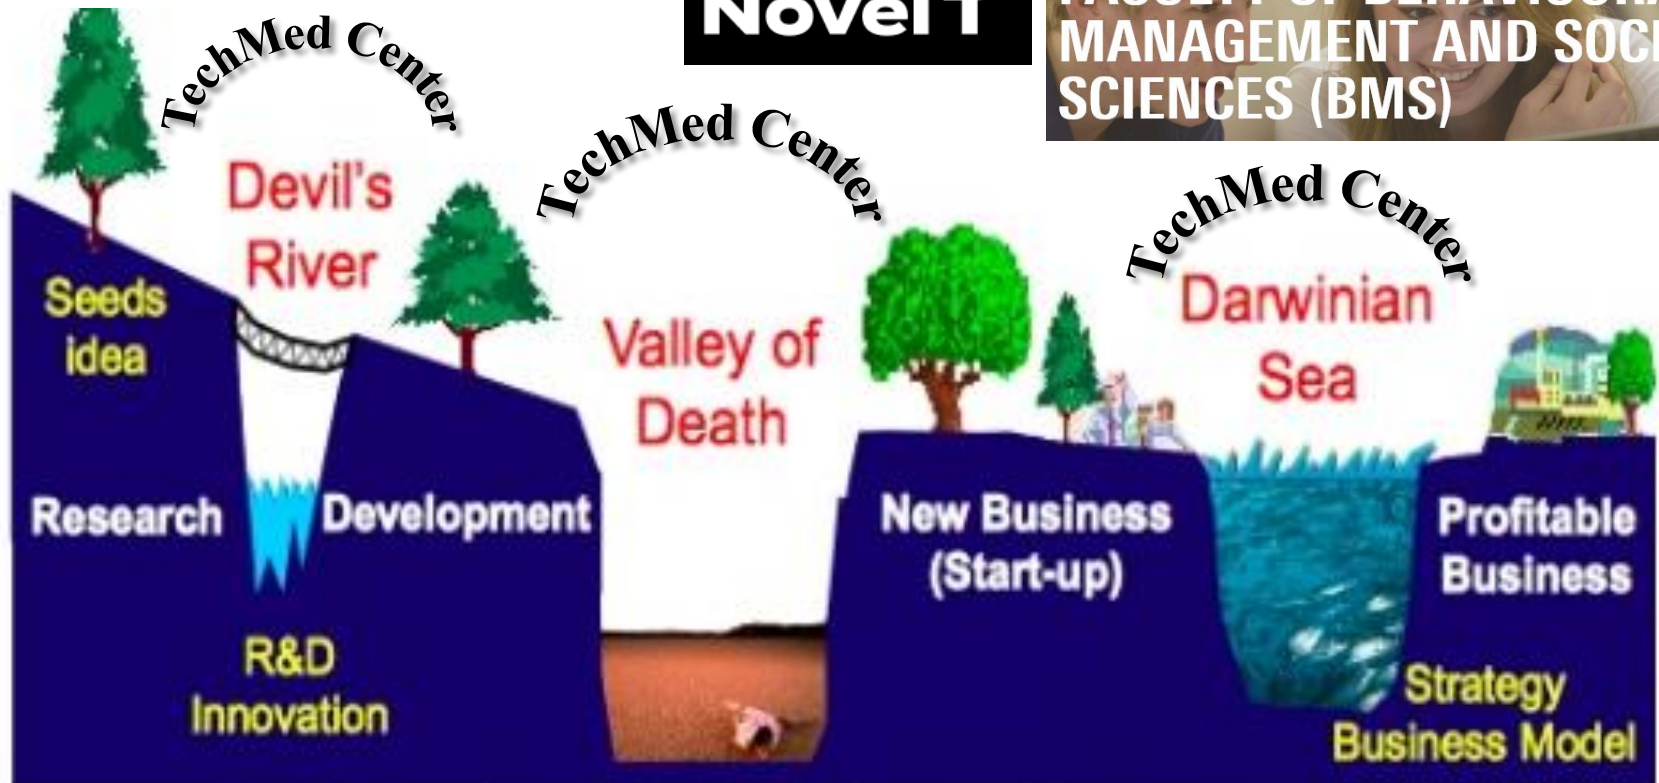 Novel T
MANAGEMENT AND SOCI
SCIENCES (BMS)
TechMed Center
TechMed Center
TechMed Center
Devil's
River
Seeds
idea
Valley of
Death
Darwinian
Sea
Research
Development
New Business
(Start-up)
Profitable
Business
R&D
Innovation
Strategy
Business Model